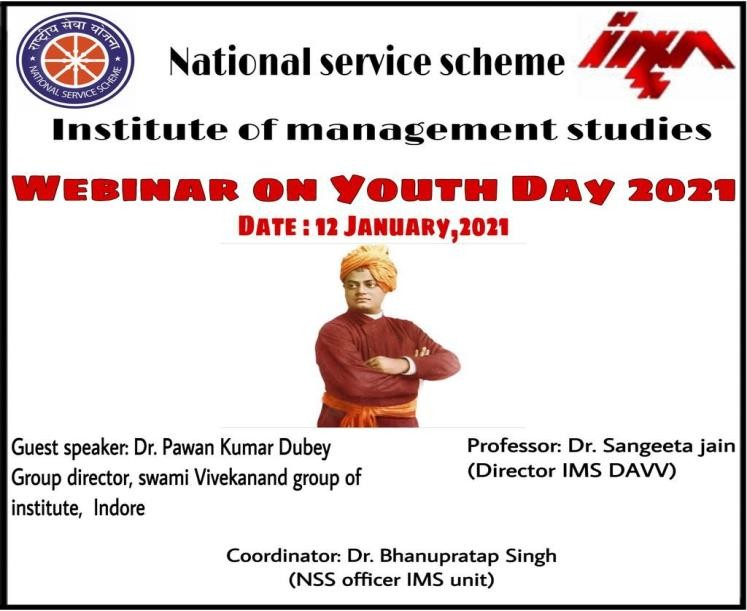 राष्ट्रीय सेवा योजना
NATIONAL SERVICE SCHEME
National service scheme
Institute of management studies
WEBINAR ON YOUTH DAY 2021
DATE : 12 JANUARY,2021
Guest speaker: Dr. Pawan Kumar Dubey
Group director, swami Vivekanand group of
institute, Indore
Professor: Dr. Sangeeta jain
(Director IMS DAVV)
Coordinator: Dr. Bhanupratap Singh
(NSS officer IMS unit)